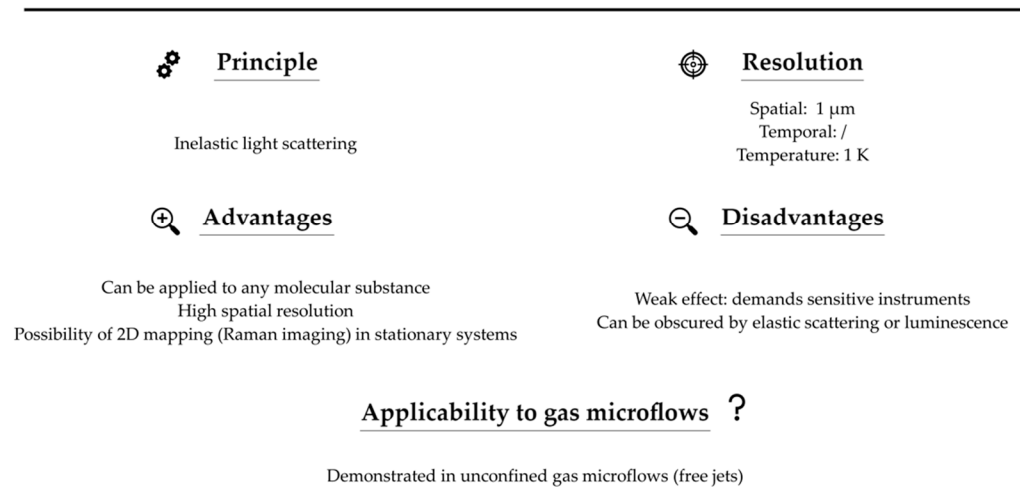 Principle
Inelastic light scattering
Resolution
Spatial: 1 μm
Temporal: /
Temperature: 1 K
Advantages
Can be applied to any molecular substance
High spatial resolution
Possibility of 2D mapping (Raman imaging) in stationary systems
Disadvantages
Weak effect: demands sensitive instruments
Can be obscured by elastic scattering or luminescence
Applicability to gas microflows ?
Demonstrated in unconfined gas microflows (free jets)